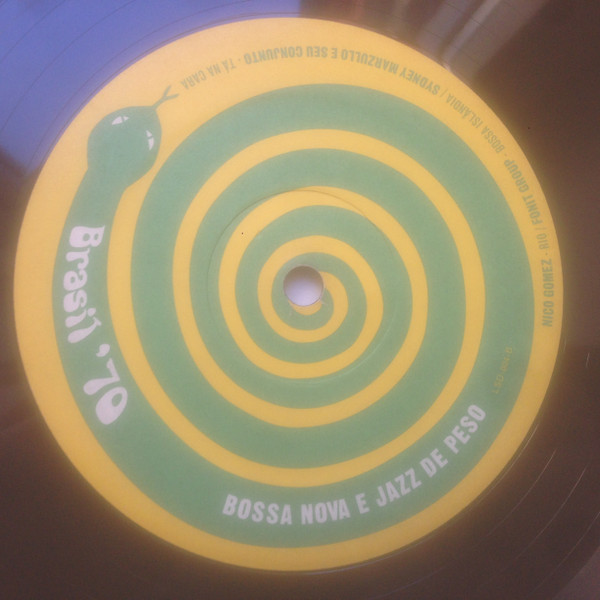 Brasil, 70
BOSSA NOVA E JAZZ DE PESO
NICO GOMEZ - RIO | FONIT GROUP - BOSSA ISLANDIA | SYDNEY MARZULLO E SEU CONJUNTO - TÁ NA CARA